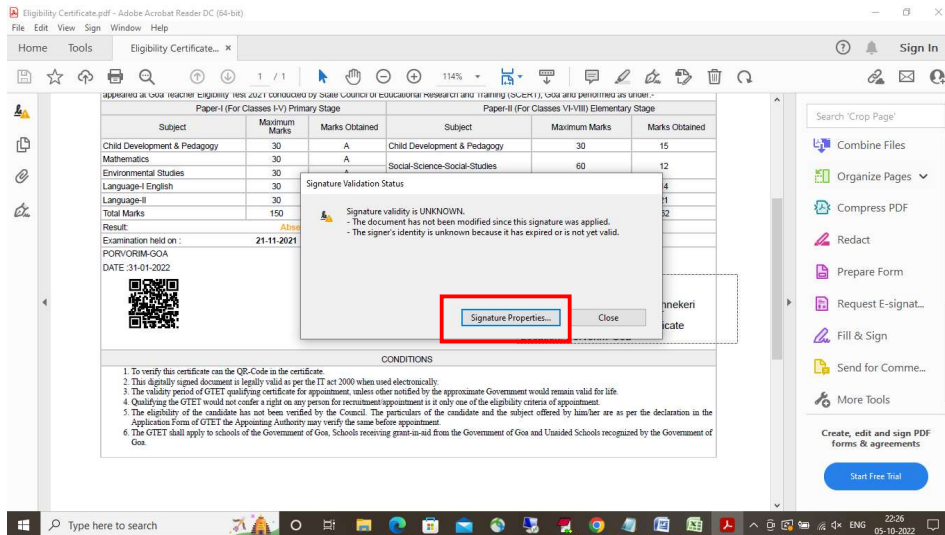 Eligibility Certificate.pdf - Adobe Acrobat Reader DC (64-bit)
File Edit View Sign Window Help
Home Tools Eligibility Certificate... × Sign In
1 / 1 114%
appeared at Goa Teacher Eligibility Test 2021 conducted by State Council of Educational Research and Training (SCERT), Goa and performed as under:-
Paper-I (For Classes I-V) Primary Stage Paper-II (For Classes VI-VIII) Elementary Stage
Subject Maximum Marks Marks Obtained Subject Maximum Marks Marks Obtained
Child Development & Pedagogy 30 A Child Development & Pedagogy 30 15
Mathematics 30 A
Social-Science-Social-Studies 60 12
Environmental Studies 30
Language-I English 30
Language-II 30
Total Marks 150
Result:
Examination held on : 21-11-2021
PORVORIM-GOA
DATE :31-01-2022
Signature Validation Status
Signature validity is UNKNOWN.
- The document has not been modified since this signature was applied.
- The signer's identity is unknown because it has expired or is not yet valid.
Signature Properties... Close
CONDITIONS
1. To verify this certificate can the QR-Code in the certificate.
2. This digitally signed document is legally valid as per the IT act 2000 when used electronically.
3. The validity period of GTET qualifying certificate for appointment, unless other notified by the approximate Government would remain valid for life.
4. Qualifying the GTET would not confer a right on any person for recruitment/appointment is it only one of the eligibility criteria of appointment.
5. The eligibility of the candidate has not been verified by the Council. The particulars of the candidate and the subject offered by him/her are as per the declaration in the
Application Form of GTET the Appointing Authority may verify the same before appointment.
6. The GTET shall apply to schools of the Government of Goa, Schools receiving grant-in-aid from the Government of Goa and Unaided Schools recognized by the Government of
Goa.
Search 'Crop Page'
Combine Files
Organize Pages
Compress PDF
Redact
Prepare Form
Request E-signat...
Fill & Sign
Send for Comme...
More Tools
Create, edit and sign PDF
forms & agreements
Start Free Trial
Type here to search
ENG 22:26
05-10-2022